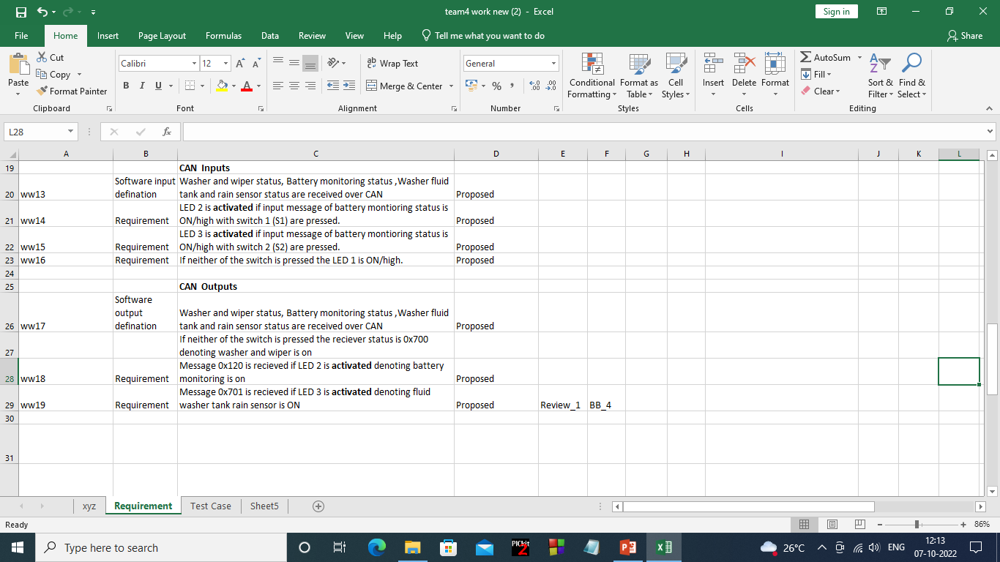 team4 work new (2) - Excel
Sign in
File Home Insert Page Layout Formulas Data Review View Help Tell me what you want to do Share
Paste Cut Copy Format Painter Clipboard
Calibri 12 A A B I U A Font
ab Wrap Text Merge & Center Alignment
General % , .00 .0 Number
Conditional Formatting Format as Table Cell Styles Styles
Insert Delete Format Cells
AutoSum Fill Clear Sort & Filter Find & Select Editing
L28 fx
A B C D E F G H I J K L
19 CAN Inputs
20 ww13 Software input defination Washer and wiper status, Battery monitoring status ,Washer fluid tank and rain sensor status are received over CAN Proposed
21 ww14 Requirement LED 2 is activated if input message of battery montioring status is ON/high with switch 1 (S1) are pressed. Proposed
22 ww15 Requirement LED 3 is activated if input message of battery montioring status is ON/high with switch 2 (S2) are pressed. Proposed
23 ww16 Requirement If neither of the switch is pressed the LED 1 is ON/high. Proposed
24
25 CAN Outputs
26 ww17 Software output defination Washer and wiper status, Battery monitoring status ,Washer fluid tank and rain sensor status are received over CAN Proposed
27 If neither of the switch is pressed the reciever status is 0x700 denoting washer and wiper is on
28 ww18 Requirement Message 0x120 is recieved if LED 2 is activated denoting battery monitoring is on Proposed
29 ww19 Requirement Message 0x701 is recieved if LED 3 is activated denoting fluid washer tank rain sensor is ON Proposed Review_1 BB_4
30
31
xyz Requirement Test Case Sheet5
Ready 86%
Type here to search
PICkit 2
26°C ENG 12:13
07-10-2022